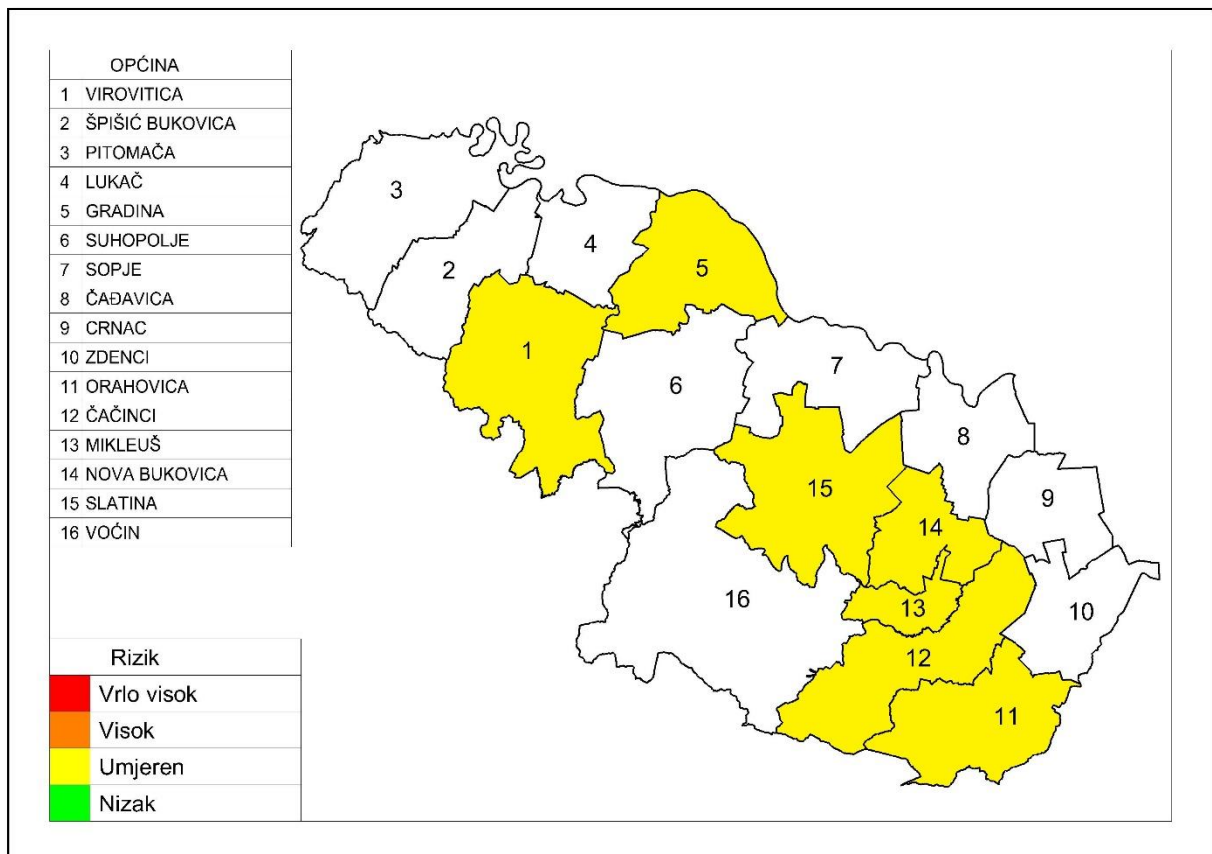 OPĆINA
1 VIROVITICA
2 ŠPIŠIĆ BUKOVICA
3 PITOMAČA
4 LUKAČ
5 GRADINA
6 SUHOPOLJE
7 SOPJE
8 ČAĐAVICA
9 CRNAC
10 ZDENCI
11 ORAHOVICA
12 ČAČINCI
13 MIKLEUŠ
14 NOVA BUKOVICA
15 SLATINA
16 VOĆIN
Rizik
Vrlo visok
Visok
Umjeren
Nizak
3
4
2
5
1
7
6
8
15
9
14
16
13
10
12
11